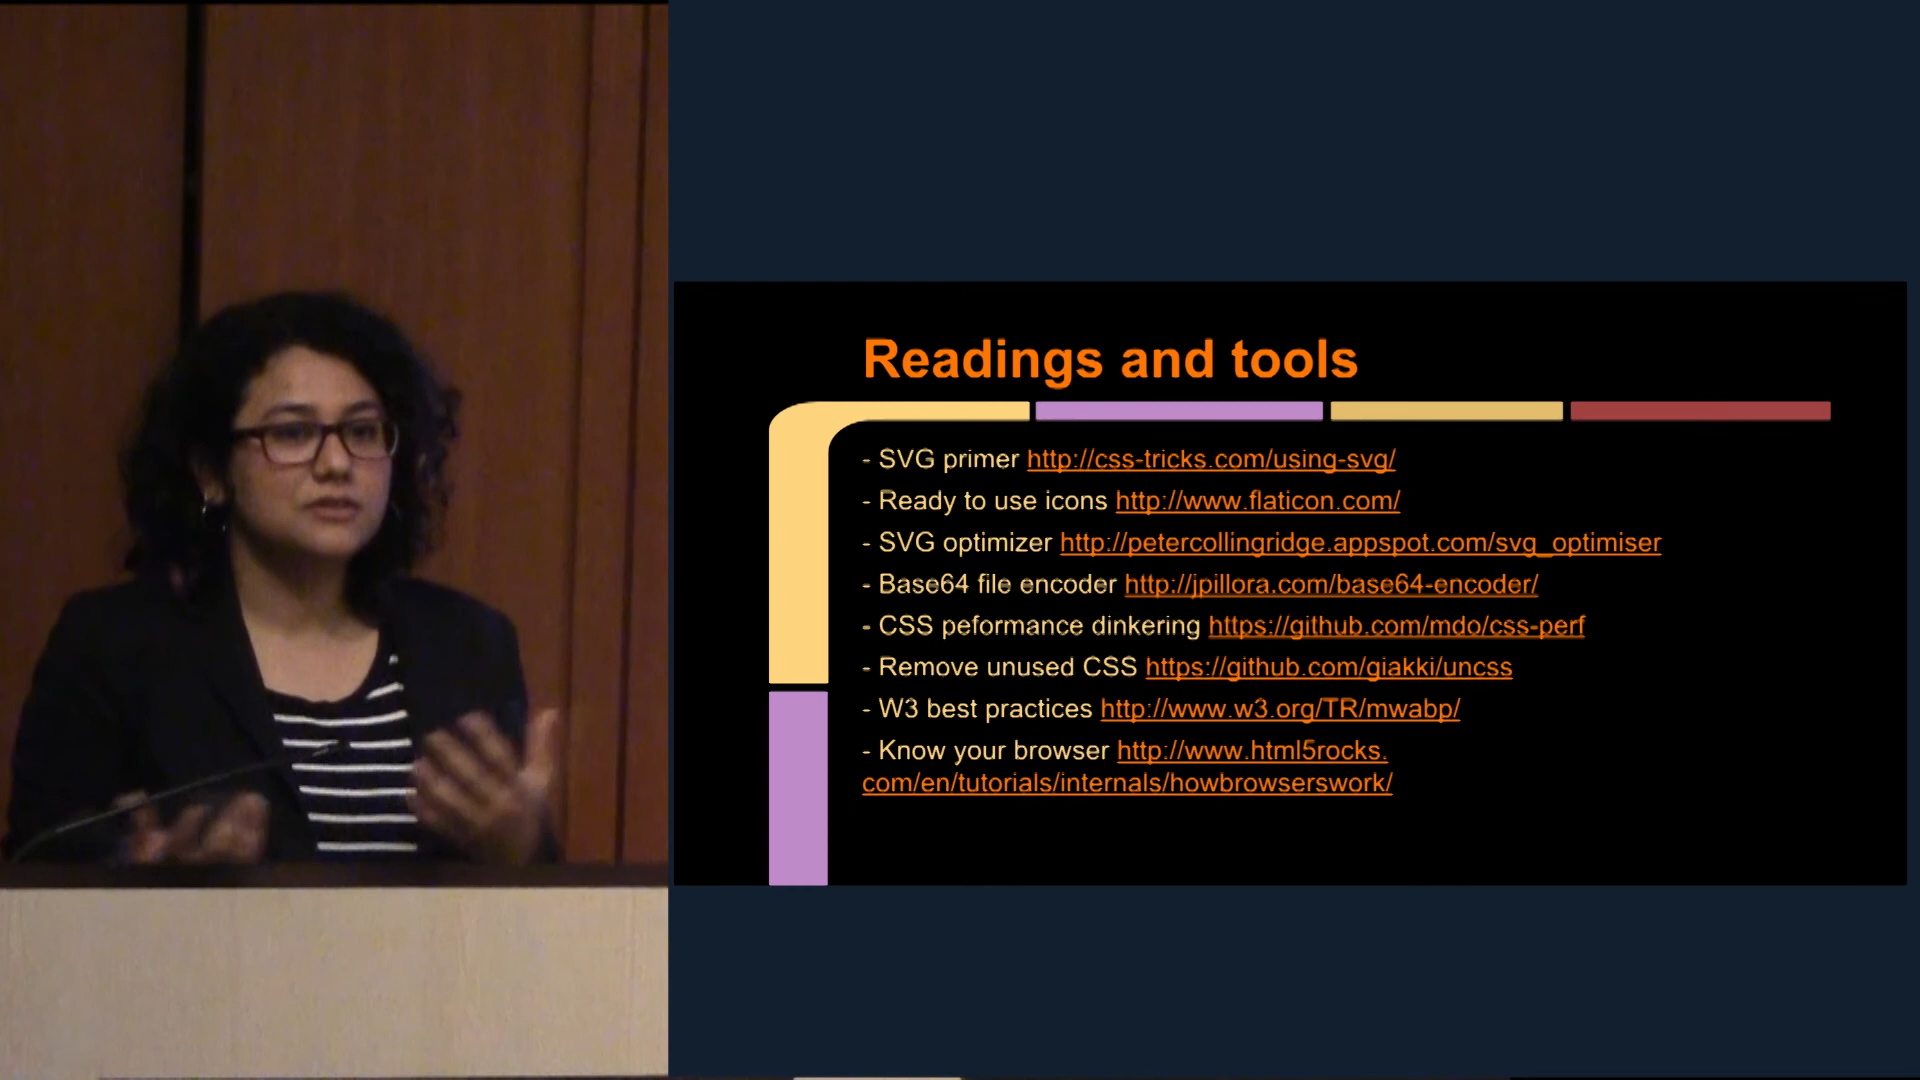 Readings and tools
- SVG primer http://css-tricks.com/using-svg/
- Ready to use icons http://www.flaticon.com/
- SVG optimizer http://petercollingridge.appspot.com/svg_optimiser
- Base64 file encoder http://jpillora.com/base64-encoder/
- CSS peformance dinkering https://github.com/mdo/css-perf
- Remove unused CSS https://github.com/giakki/uncss
- W3 best practices http://www.w3.org/TR/mwabp/
- Know your browser http://www.html5rocks.
com/en/tutorials/internals/howbrowserswork/